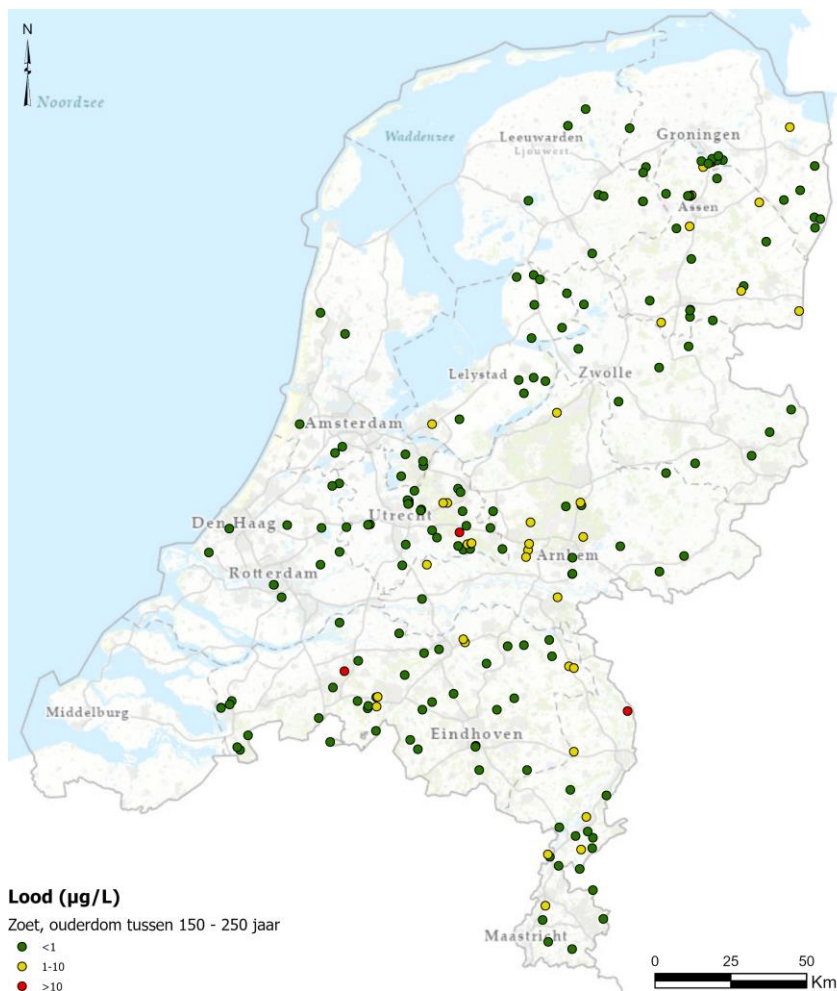 N
Noordzee
Waddenzee
Leeuwarden
Ljouwert
Groningen
Assen
Lelystad
Zwolle
Amsterdam
Den Haag
Utrecht
Arnhem
Rotterdam
Middelburg
Eindhoven
Maastricht
Lood (µg/L)
Zoet, ouderdom tussen 150 - 250 jaar
<1
1-10
>10
0 25 50
Km